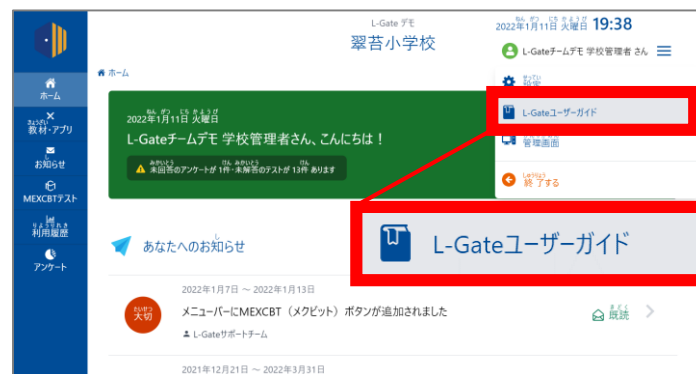 L-Gate デモ
翠苔小学校
2022年1月11日 火曜日 19:38
L-Gateチームデモ 学校管理者 さん
設定
L-Gateユーザーガイド
管理画面
終了する
ホーム
教材・アプリ
お知らせ
MEXCBTテスト
利用履歴
アンケート
ホーム
2022年1月11日 火曜日
L-Gateチームデモ 学校管理者さん、こんにちは！
未回答のアンケートが 1件・未解答のテストが 13件 あります
L-Gateユーザーガイド
あなたへのお知らせ
2022年1月7日 ～ 2022年1月13日
大切
メニューバーにMEXCBT（メクビット）ボタンが追加されました
L-Gateサポートチーム
既読
2021年12月21日 ～ 2022年3月31日